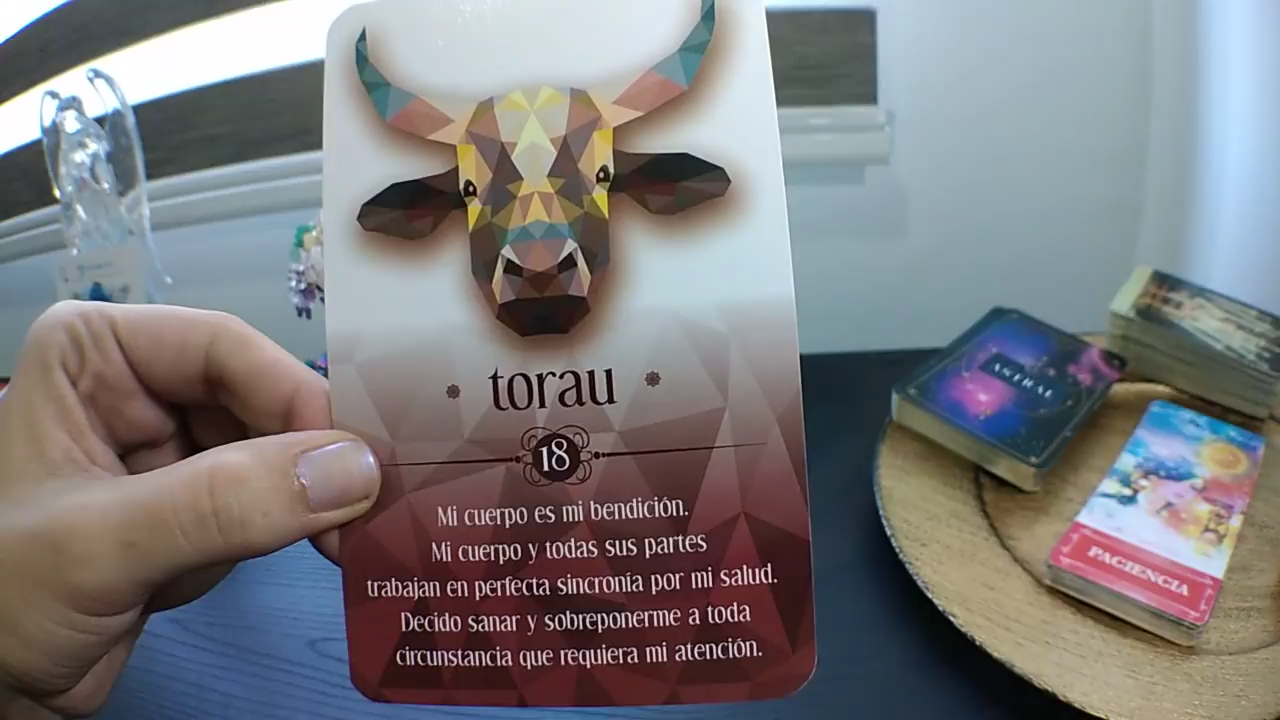 torau
18
Mi cuerpo es mi bendición.
Mi cuerpo y todas sus partes
trabajan en perfecta sincronía por mi salud.
Decido sanar y sobreponerme a toda
circunstancia que requiera mi atención.
ASTRAL
PACIENCIA